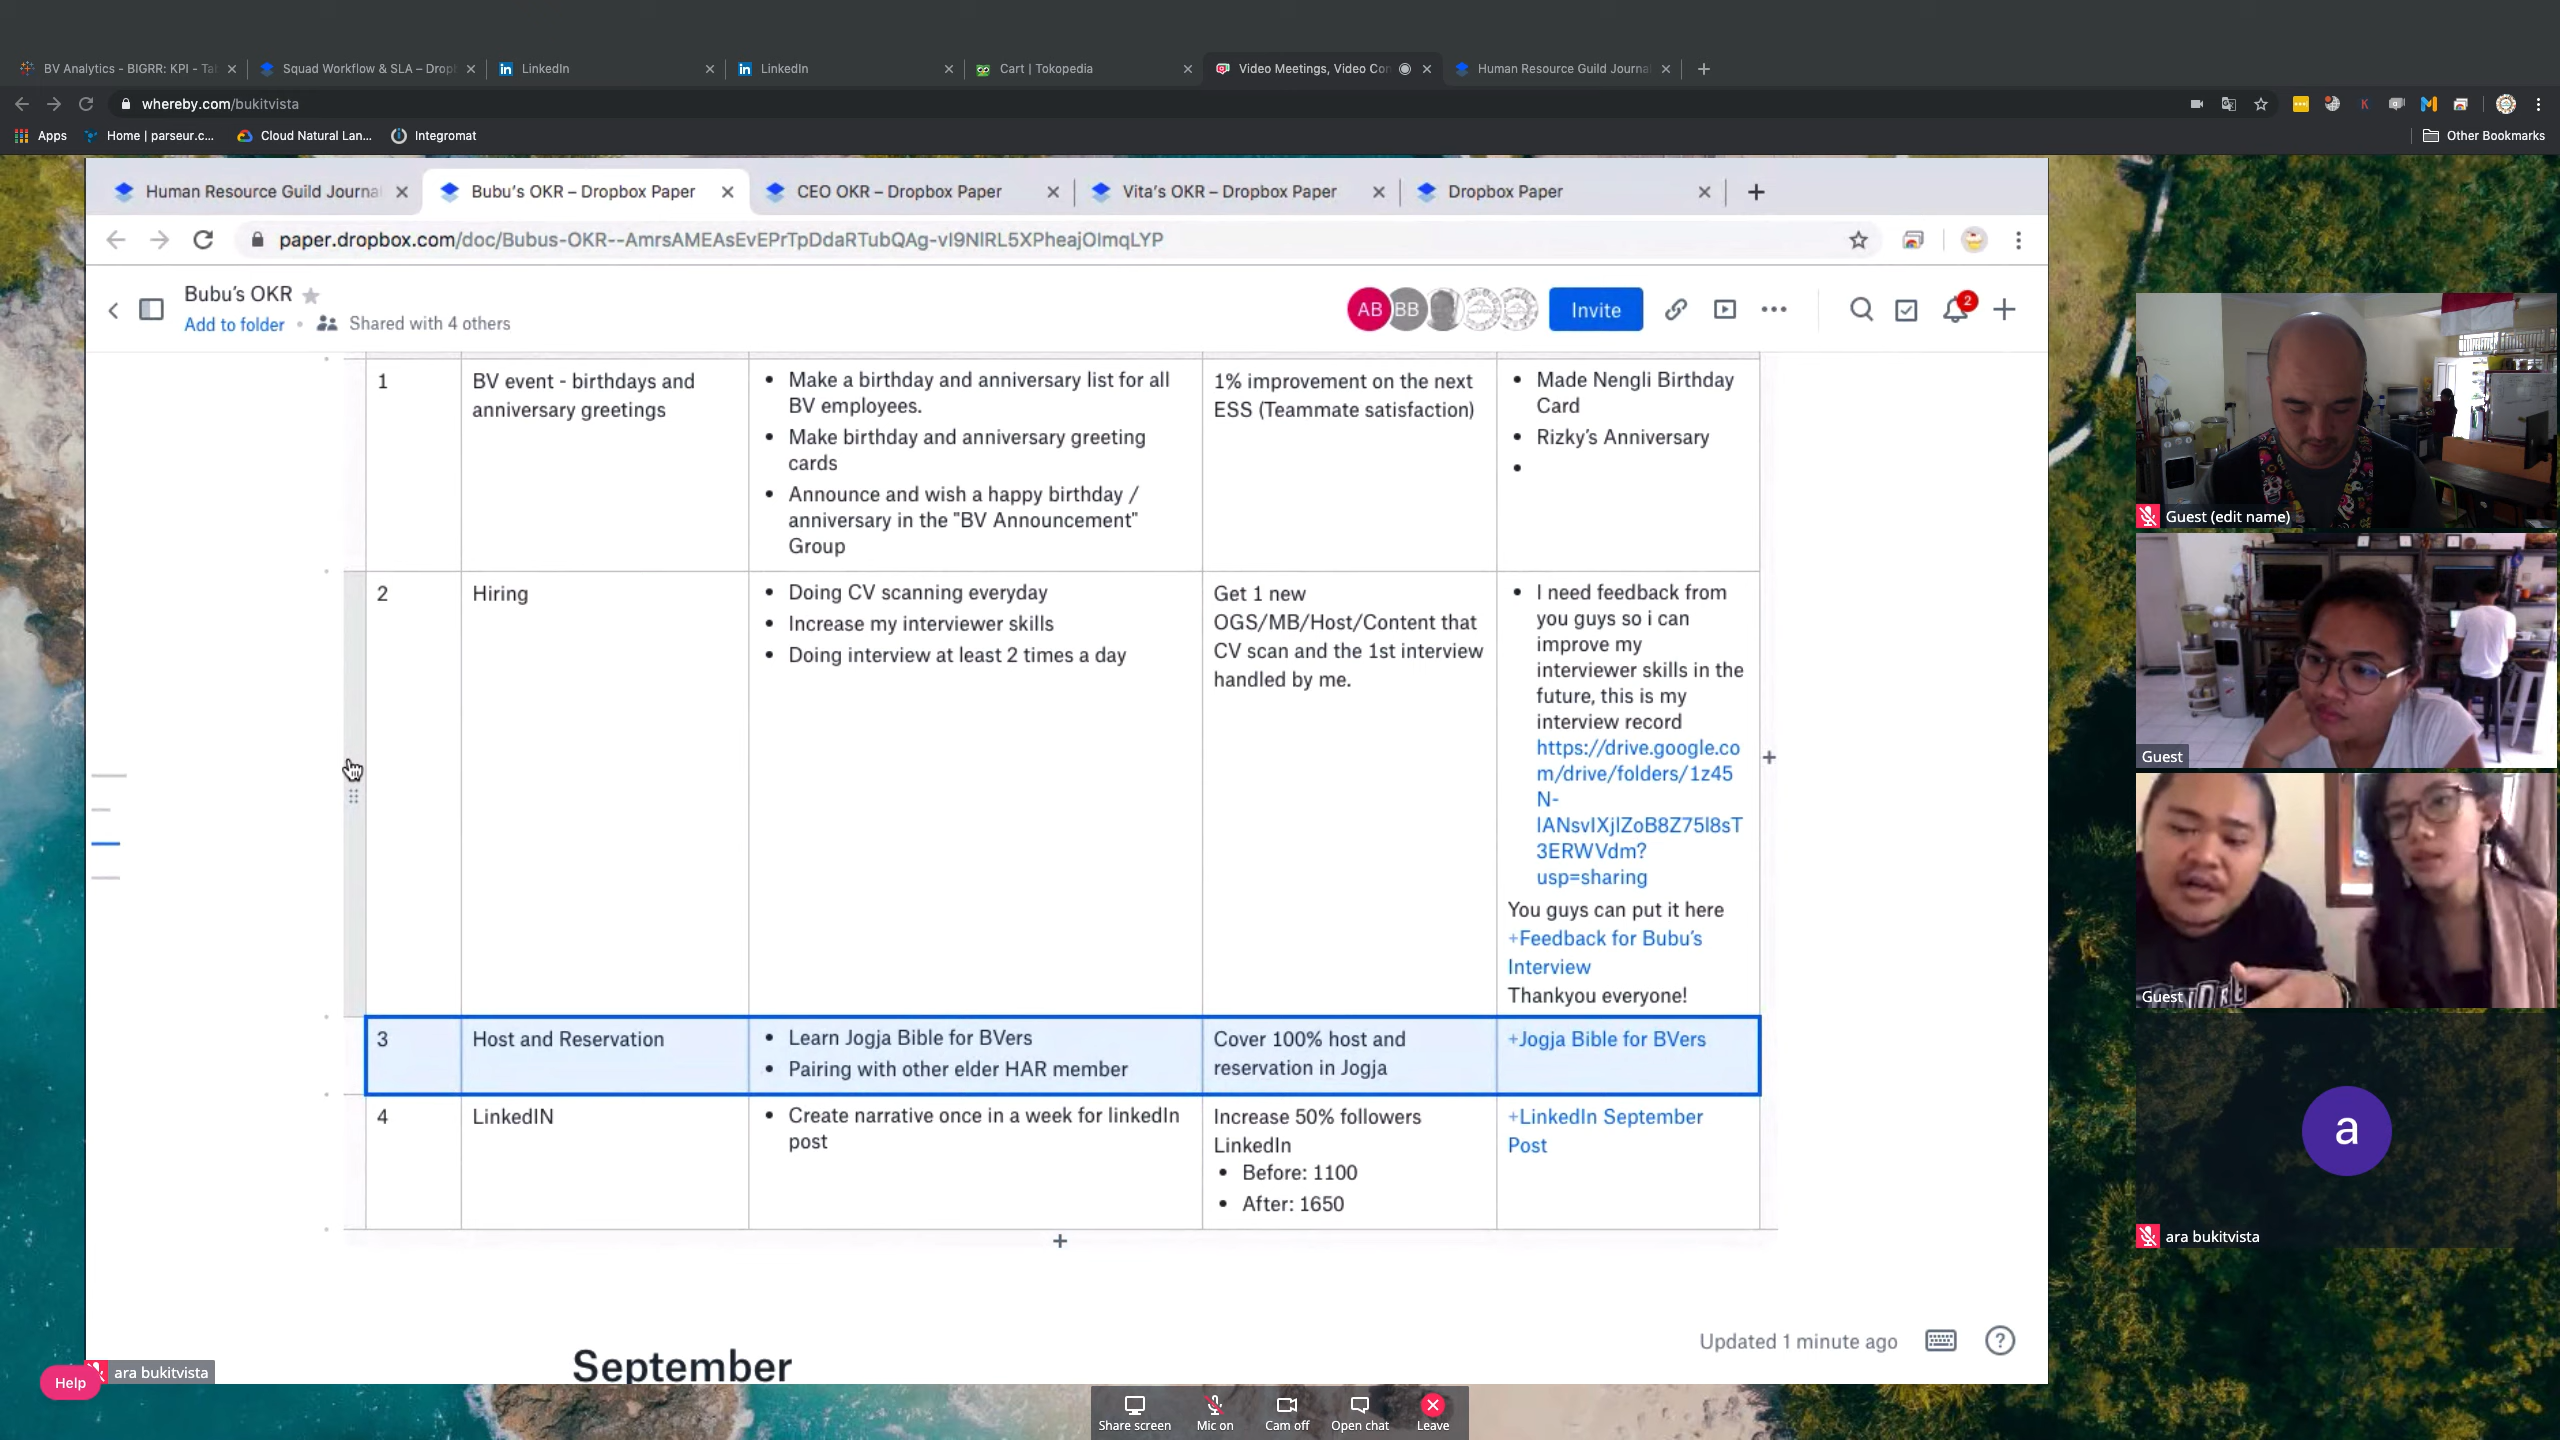 BV Analytics - BIGRR: KPI - Ta
Squad Workflow & SLA – Drop
LinkedIn
LinkedIn
Cart | Tokopedia
Video Meetings, Video Con
Human Resource Guild Journa
whereby.com/bukitvista
Apps
Home | parseur.c...
Cloud Natural Lan...
Integromat
Other Bookmarks
Human Resource Guild Journa
Bubu's OKR – Dropbox Paper
CEO OKR – Dropbox Paper
Vita's OKR – Dropbox Paper
Dropbox Paper
paper.dropbox.com/doc/Bubus-OKR--AmrsAMEAsEvEPrTpDdaRTubQAg-vI9NIRL5XPheajOImqLYP
Bubu's OKR
Add to folder
Shared with 4 others
AB
BB
Invite
2
1
BV event - birthdays and
anniversary greetings
Make a birthday and anniversary list for all
BV employees.
Make birthday and anniversary greeting
cards
Announce and wish a happy birthday /
anniversary in the "BV Announcement"
Group
1% improvement on the next
ESS (Teammate satisfaction)
Made Nengli Birthday
Card
Rizky's Anniversary
2
Hiring
Doing CV scanning everyday
Increase my interviewer skills
Doing interview at least 2 times a day
Get 1 new
OGS/MB/Host/Content that
CV scan and the 1st interview
handled by me.
I need feedback from
you guys so i can
improve my
interviewer skills in the
future, this is my
interview record
https://drive.google.co
m/drive/folders/1z45
N-
lANsvIXjlZoB8Z75I8sT
3ERWVdm?
usp=sharing
You guys can put it here
+Feedback for Bubu's
Interview
Thankyou everyone!
3
Host and Reservation
Learn Jogja Bible for BVers
Pairing with other elder HAR member
Cover 100% host and
reservation in Jogja
+Jogja Bible for BVers
4
LinkedIN
Create narrative once in a week for linkedIn
post
Increase 50% followers
LinkedIn
Before: 1100
After: 1650
+LinkedIn September
Post
September
Updated 1 minute ago
Guest (edit name)
Guest
Guest
a
ara bukitvista
ara bukitvista
Help
Share screen
Mic on
Cam off
Open chat
Leave